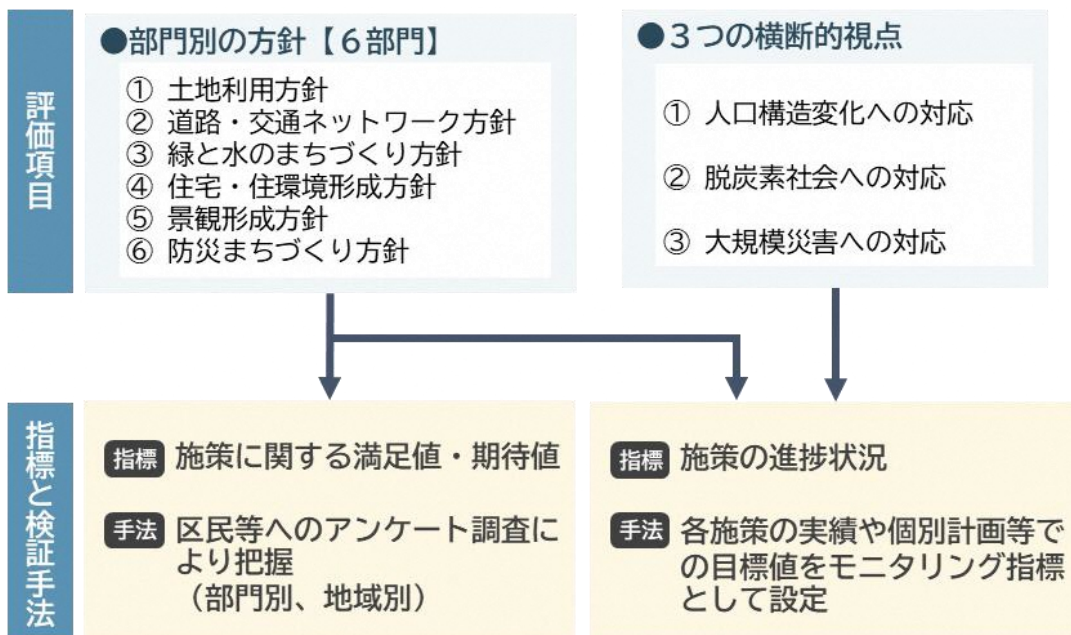 評価項目
●部門別の方針【６部門】
① 土地利用方針
② 道路・交通ネットワーク方針
③ 緑と水のまちづくり方針
④ 住宅・住環境形成方針
⑤ 景観形成方針
⑥ 防災まちづくり方針
●３つの横断的視点
① 人口構造変化への対応
② 脱炭素社会への対応
③ 大規模災害への対応
指標と検証手法
指標 施策に関する満足値・期待値
手法 区民等へのアンケート調査に
より把握
（部門別、地域別）
指標 施策の進捗状況
手法 各施策の実績や個別計画等で
の目標値をモニタリング指標
として設定